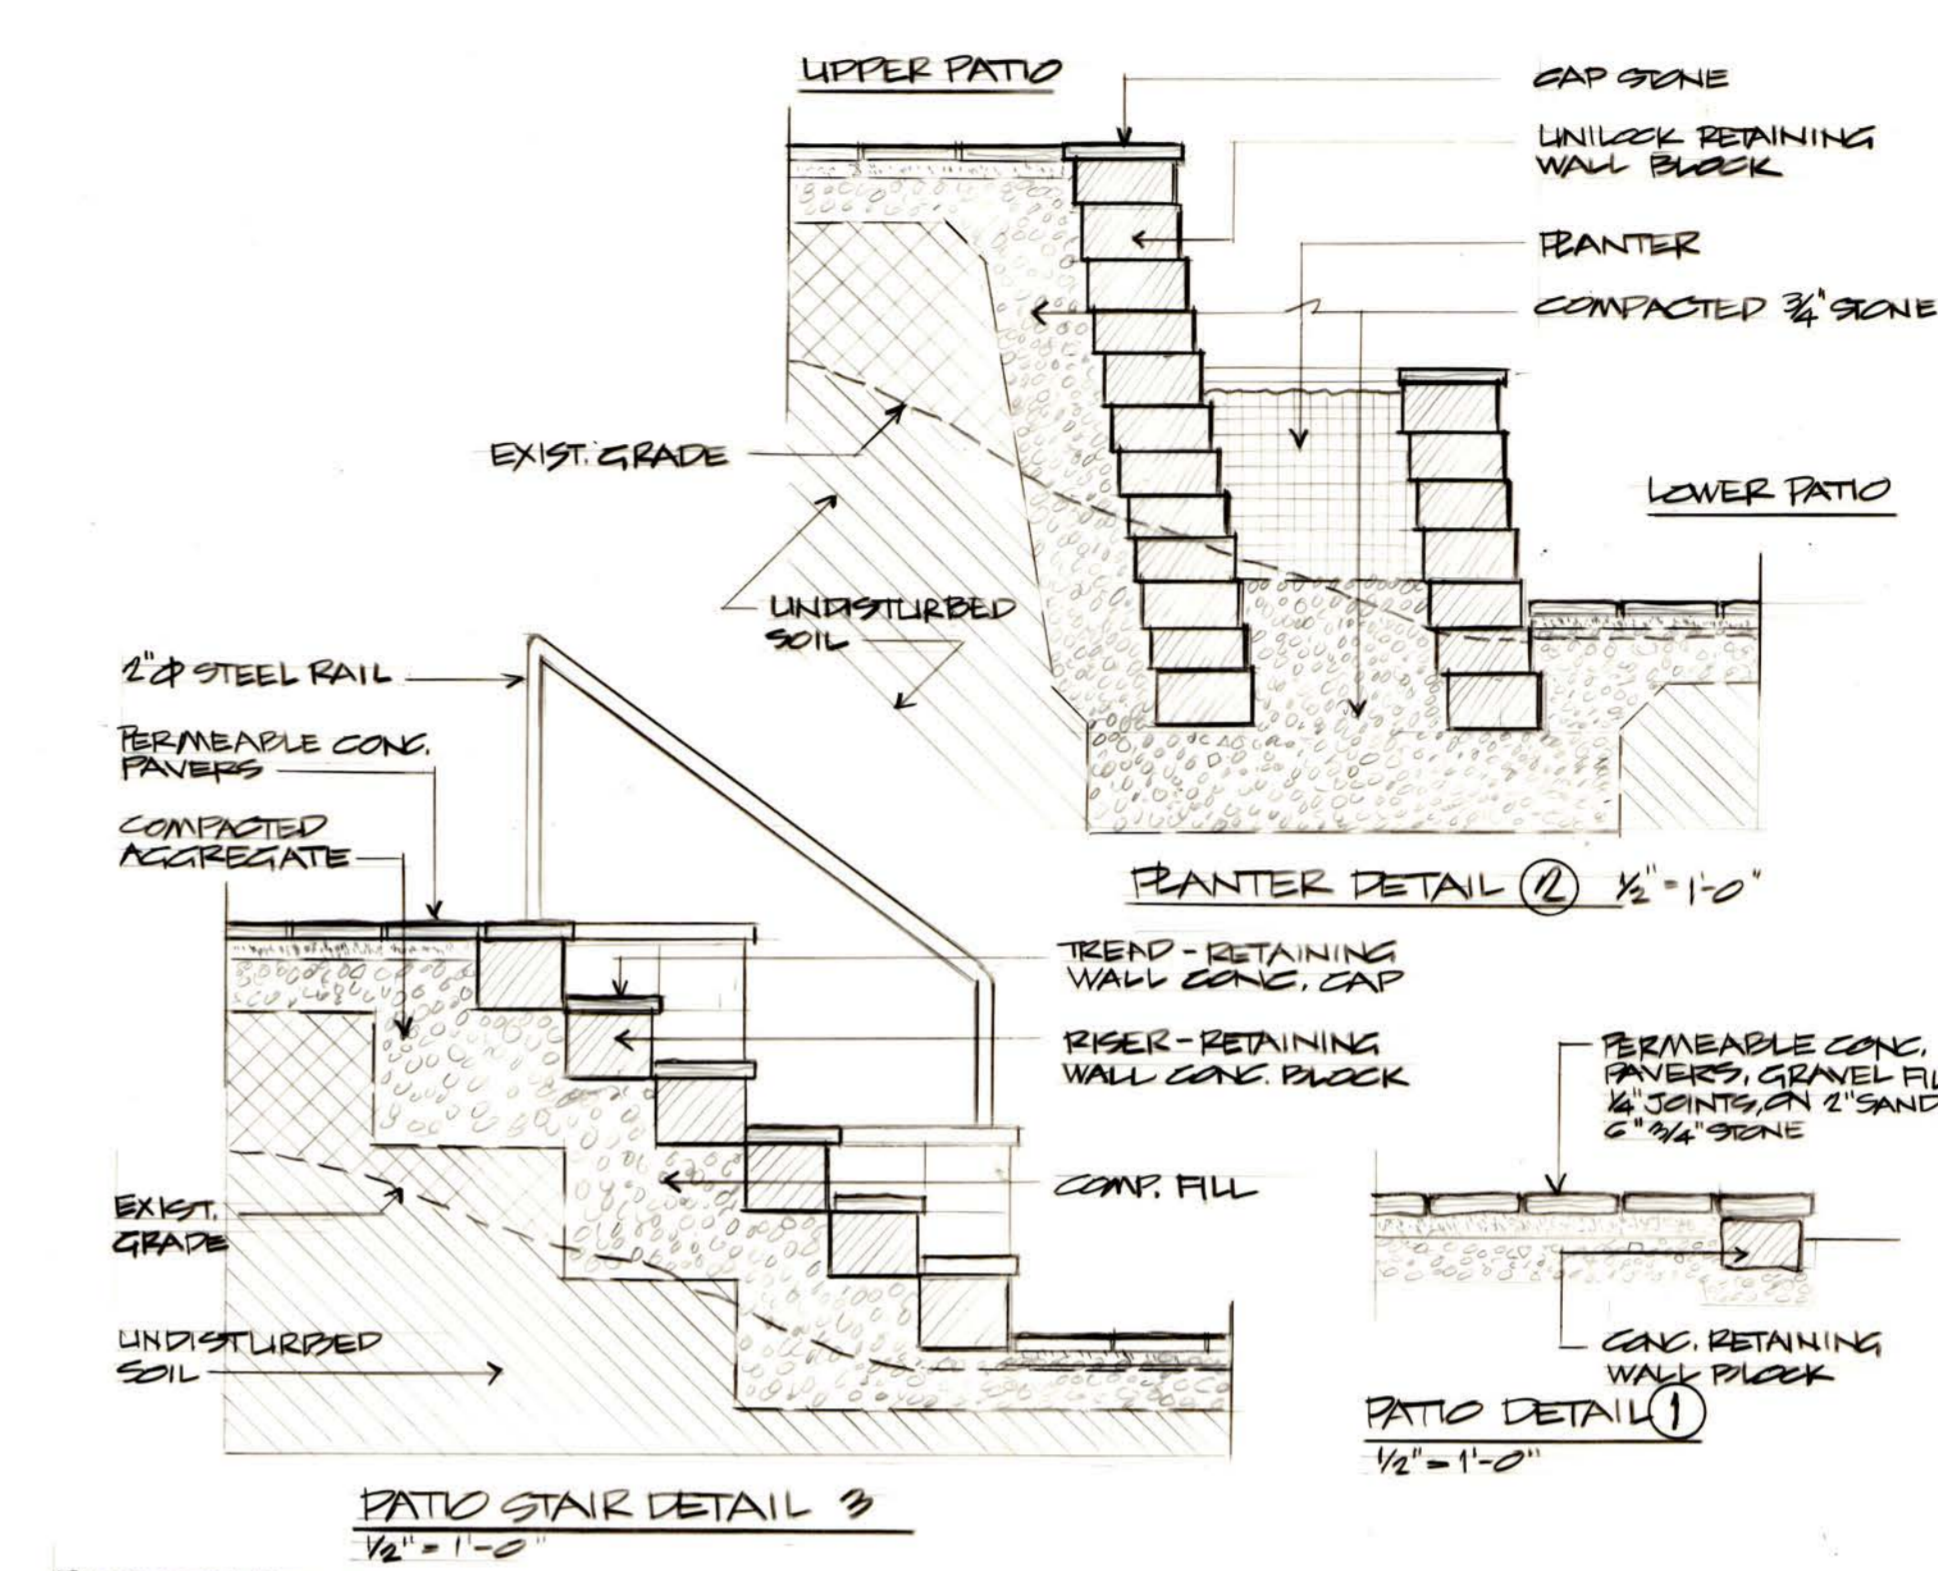 UPPER PATIO
CAP STONE
UNILOCK RETAINING
WALL BLOCK
PLANTER
COMPACTED 3/4" STONE
EXIST. GRADE
LOWER PATIO
UNDISTURBED
SOIL
PLANTER DETAIL 2 1/2" = 1'-0"
2"Φ STEEL RAIL
PERMEABLE CONC.
PAVERS
COMPACTED
AGGREGATE
TREAD - RETAINING
WALL CONC. CAP
RISER - RETAINING
WALL CONC. BLOCK
COMP. FILL
EXIST.
GRADE
UNDISTURBED
SOIL
PATIO STAIR DETAIL 3
1/2" = 1'-0"
PERMEABLE CONC.
PAVERS, GRAVEL
1/4" JOINTS, ON 2" SAND
6" 3/4" STONE
CONC. RETAINING
WALL BLOCK
PATIO DETAIL 1
1/2" = 1'-0"